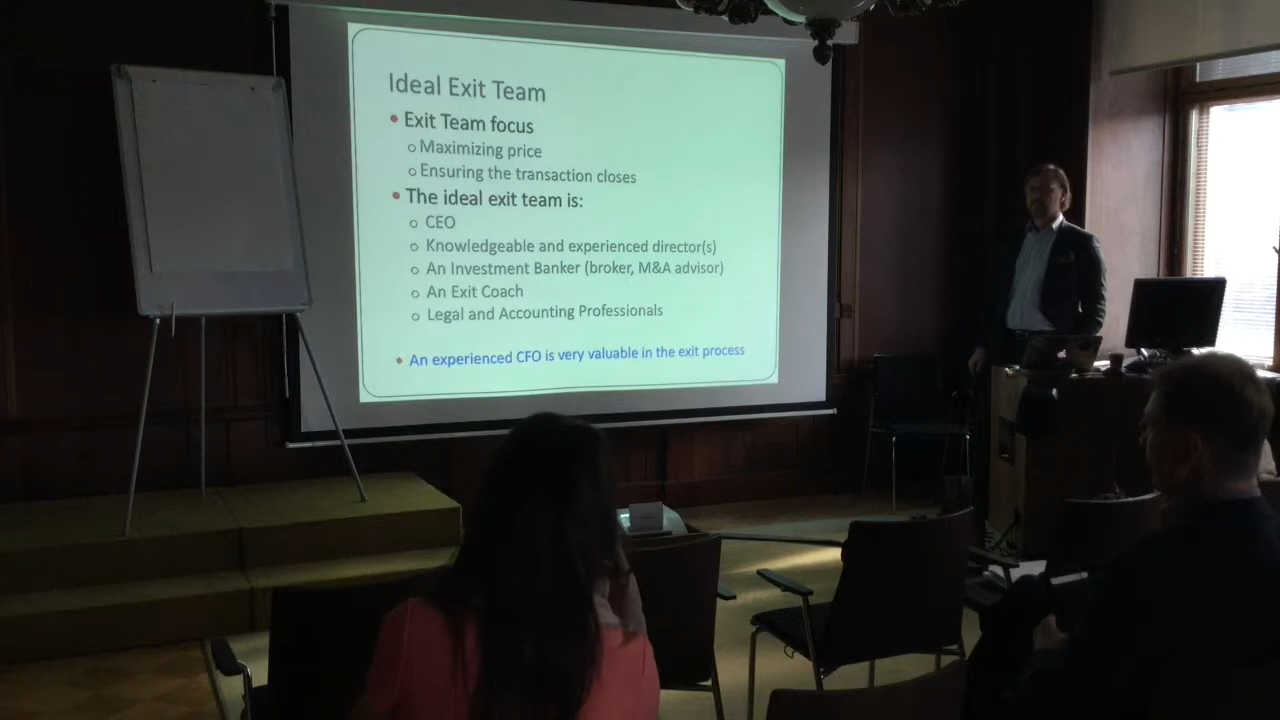 Ideal Exit Team
• Exit Team focus
o Maximizing price
o Ensuring the transaction closes
• The ideal exit team is:
o CEO
o Knowledgeable and experienced director(s)
o An Investment Banker (broker, M&A advisor)
o An Exit Coach
o Legal and Accounting Professionals
• An experienced CFO is very valuable in the exit process